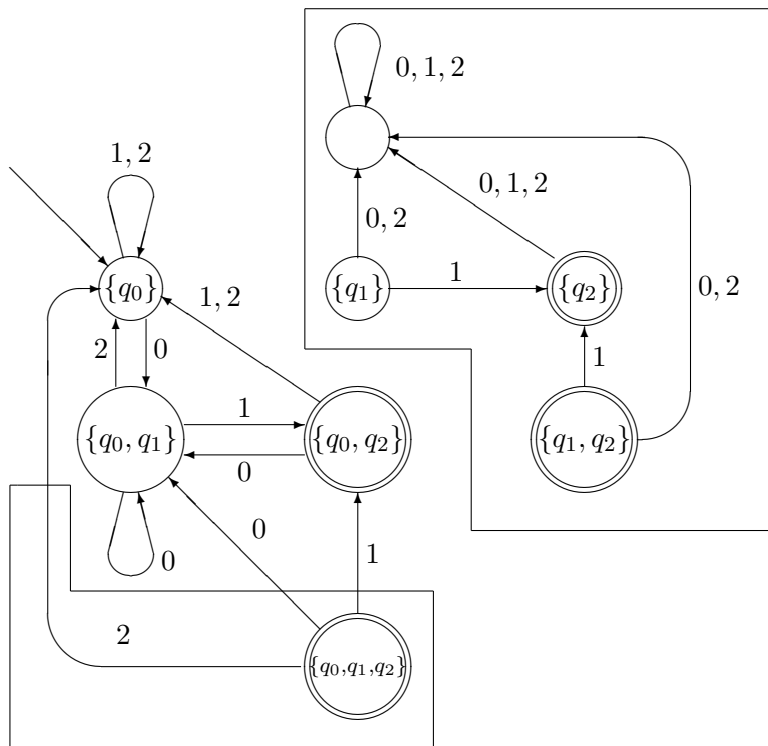 0, 1, 2
1, 2
0, 1, 2
0, 2
{q₀}
{q₁}
1
{q₂}
0, 2
1, 2
2
0
1
{q₀, q₁}
1
{q₀, q₂}
{q₁, q₂}
0
0
0
1
2
{q₀,q₁,q₂}